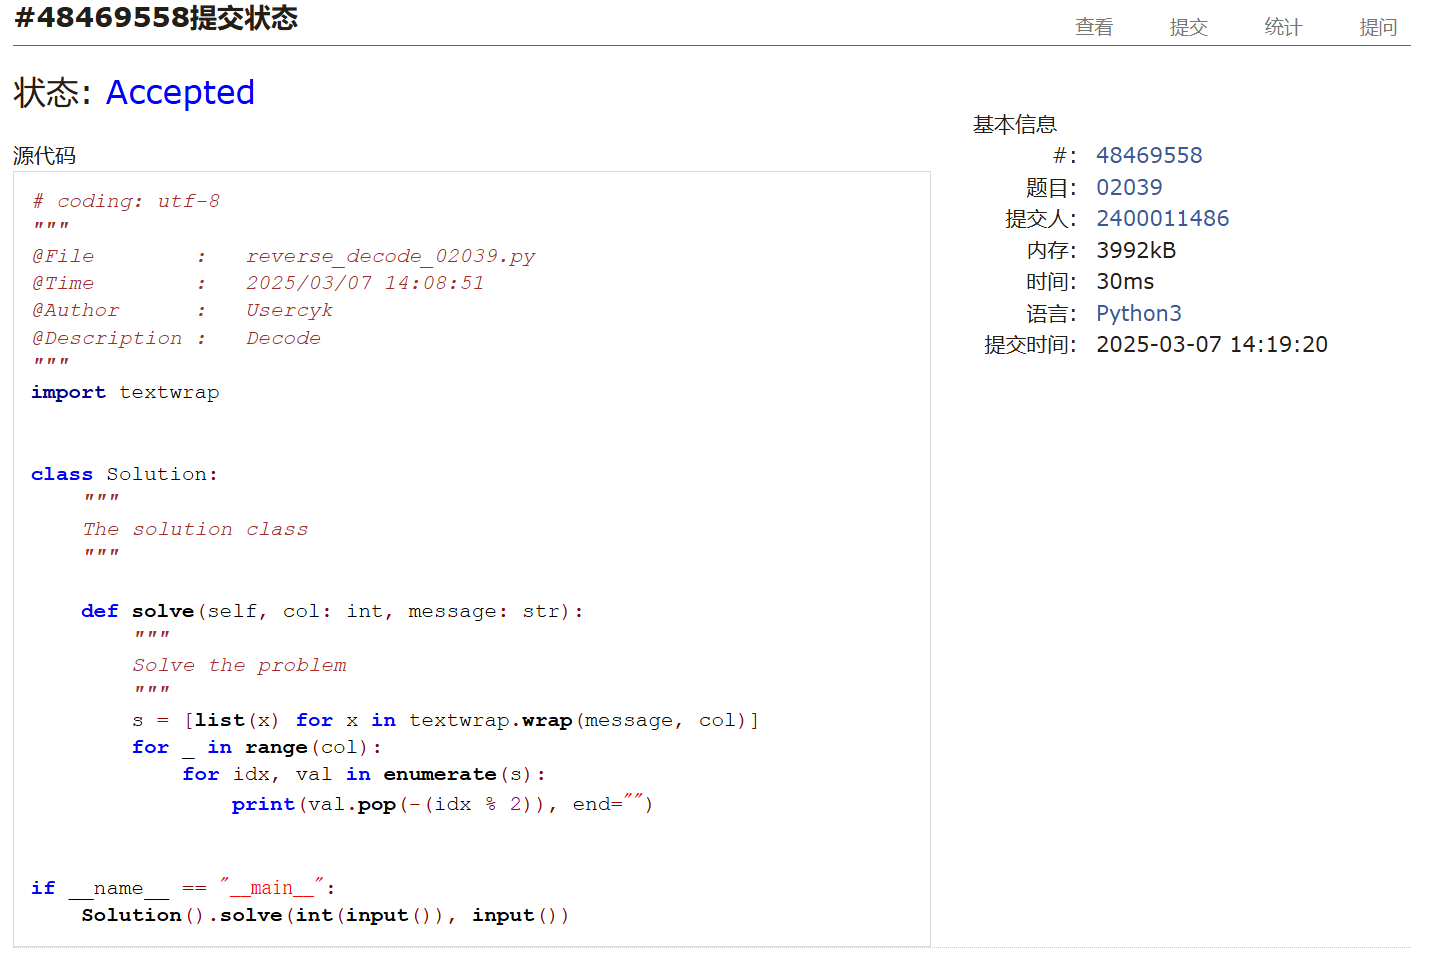 #48469558提交状态
查看 提交 统计 提问
状态: Accepted
源代码
# coding: utf-8
"""
@File        :   reverse_decode_02039.py
@Time        :   2025/03/07 14:08:51
@Author      :   Usercyk
@Description :   Decode
"""
import textwrap
class Solution:
    """
    The solution class
    """
    def solve(self, col: int, message: str):
        """
        Solve the problem
        """
        s = [list(x) for x in textwrap.wrap(message, col)]
        for _ in range(col):
            for idx, val in enumerate(s):
                print(val.pop(-(idx % 2)), end="")
if __name__ == "__main__":
    Solution().solve(int(input()), input())
基本信息
#: 48469558
题目: 02039
提交人: 2400011486
内存: 3992kB
时间: 30ms
语言: Python3
提交时间: 2025-03-07 14:19:20